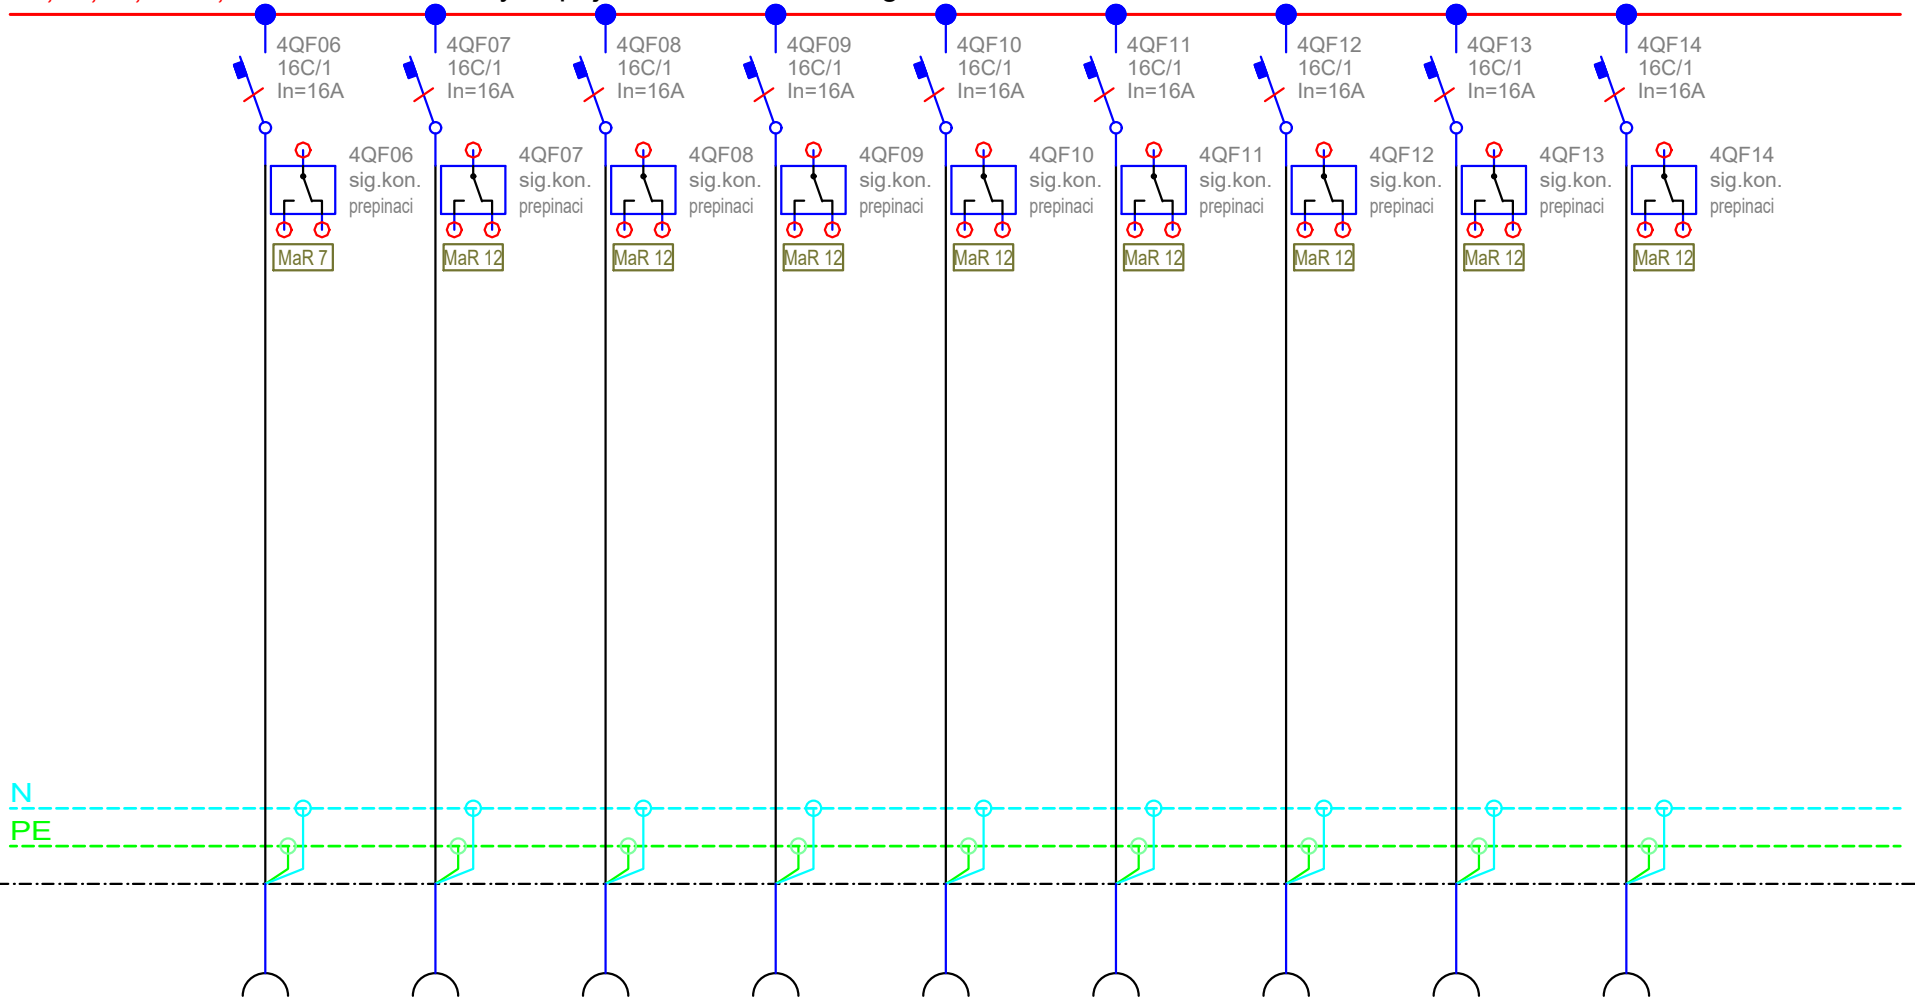 4QF06
16C/1
In=16A
4QF07
16C/1
In=16A
4QF08
16C/1
In=16A
4QF09
16C/1
In=16A
4QF10
16C/1
In=16A
4QF11
16C/1
In=16A
4QF12
16C/1
In=16A
4QF13
16C/1
In=16A
4QF14
16C/1
In=16A
4QF06
sig.kon.
prepinaci
MaR 7
4QF07
sig.kon.
prepinaci
MaR 12
4QF08
sig.kon.
prepinaci
MaR 12
4QF09
sig.kon.
prepinaci
MaR 12
4QF10
sig.kon.
prepinaci
MaR 12
4QF11
sig.kon.
prepinaci
MaR 12
4QF12
sig.kon.
prepinaci
MaR 12
4QF13
sig.kon.
prepinaci
MaR 12
4QF14
sig.kon.
prepinaci
MaR 12
N
PE